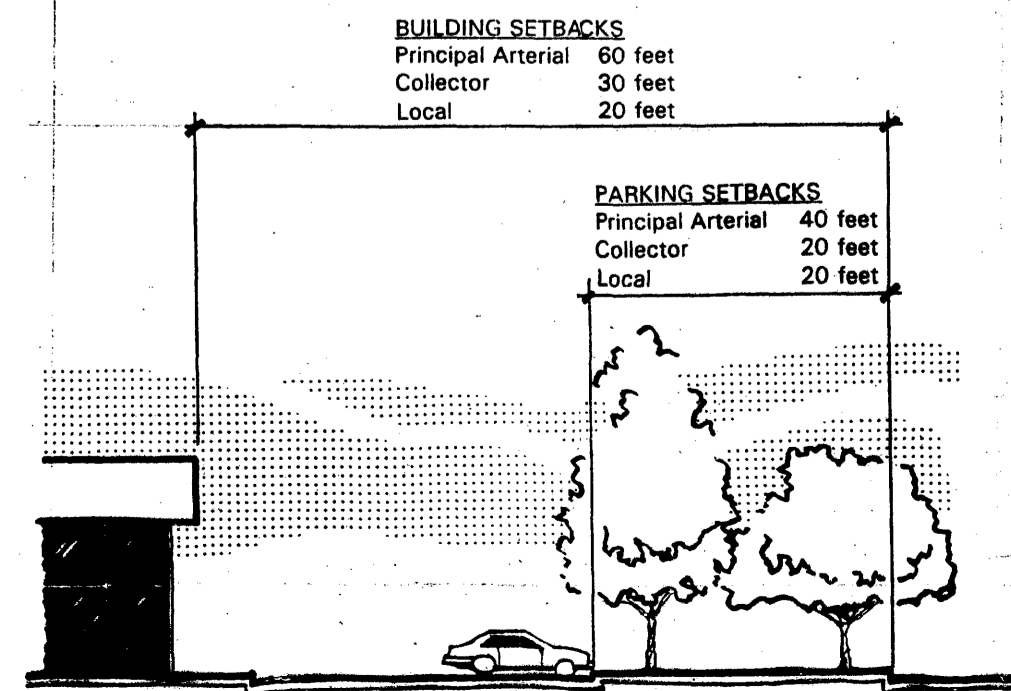 BUILDING SETBACKS
Principal Arterial 60 feet
Collector 30 feet
Local 20 feet
PARKING SETBACKS
Principal Arterial 40 feet
Collector 20 feet
Local 20 feet